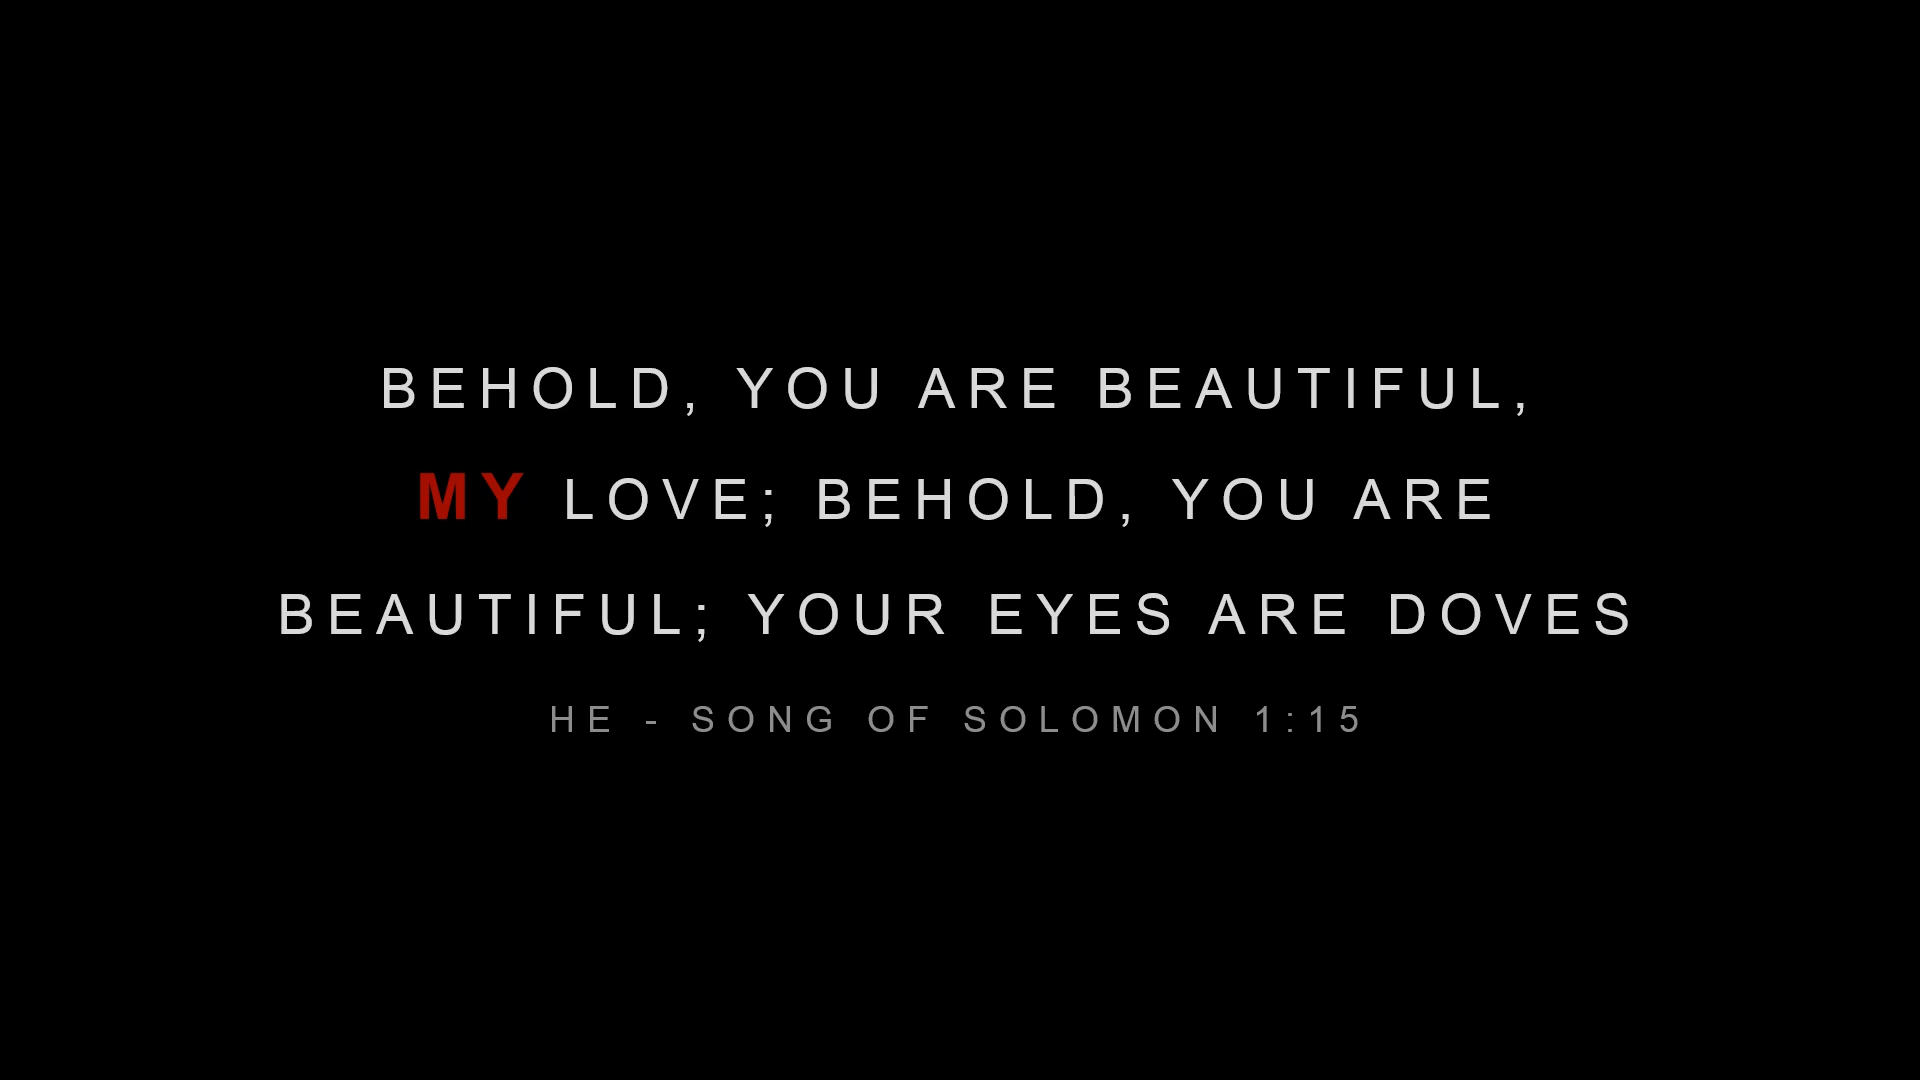 BEHOLD, YOU ARE BEAUTIFUL,
MY LOVE; BEHOLD, YOU ARE
BEAUTIFUL; YOUR EYES ARE DOVES
HE - SONG OF SOLOMON 1:15